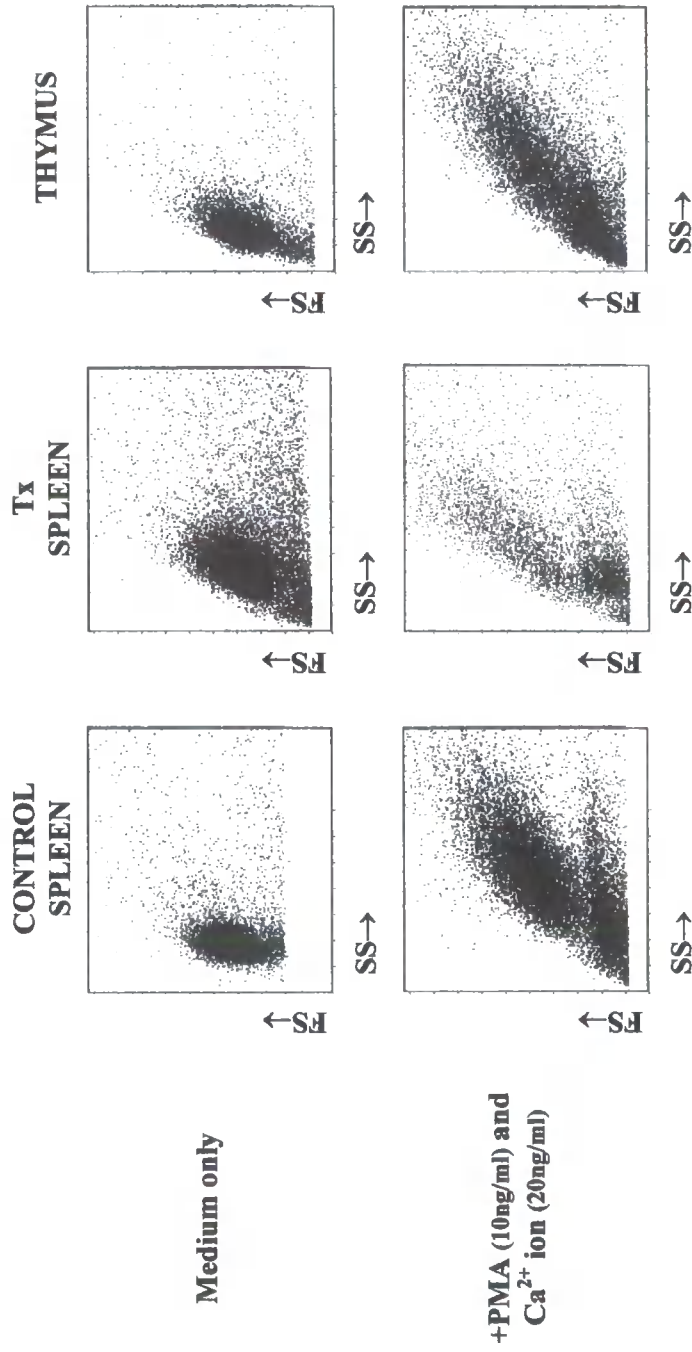 CONTROL
SPLEEN
Tx
SPLEEN
THYMUS
Medium only
FS→
SS→
FS→
SS→
FS→
SS→
+PMA (10ng/ml) and
Ca²⁺ ion (20ng/ml)
FS→
SS→
FS→
SS→
FS→
SS→